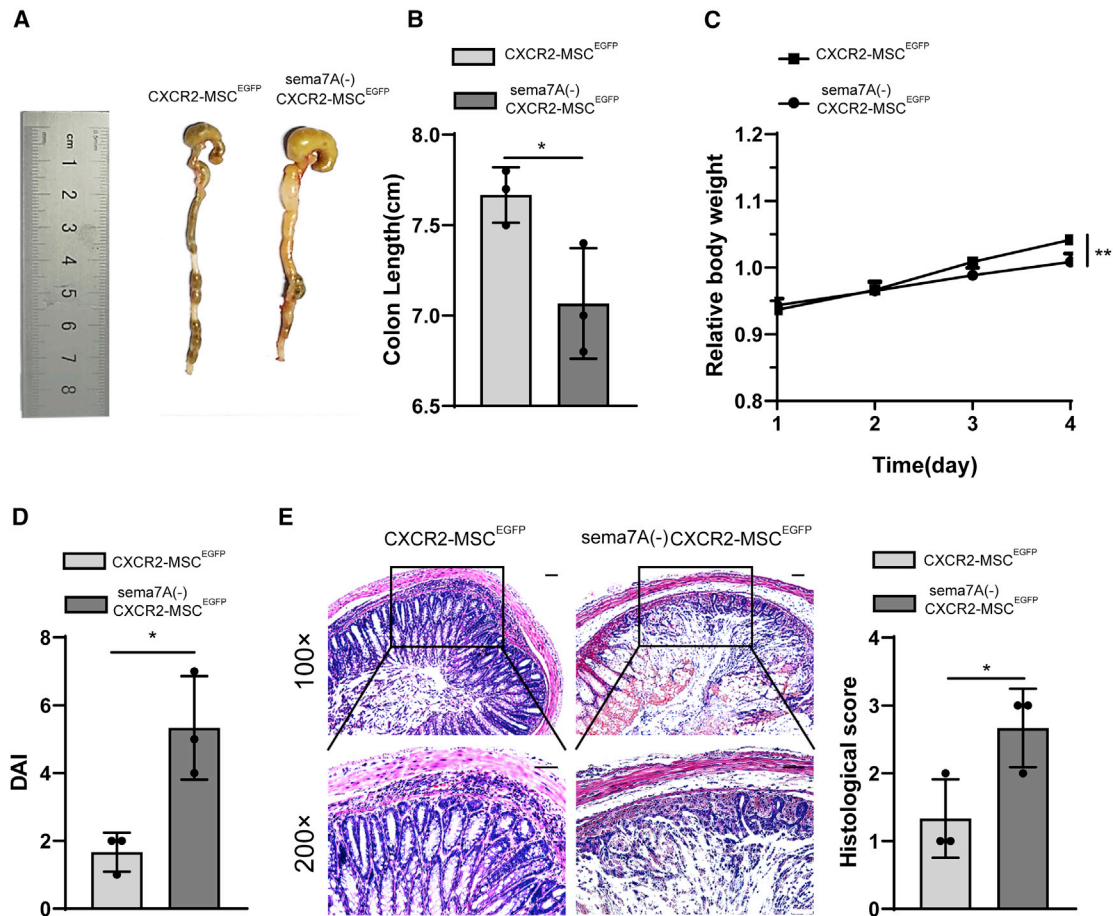 A
CXCR2-MSC^EGFP
sema7A(-)
CXCR2-MSC^EGFP
cm
1
2
3
4
5
6
7
8
B
CXCR2-MSC^EGFP
sema7A(-)
CXCR2-MSC^EGFP
8.0
7.5
7.0
6.5
Colon Length(cm)
*
C
CXCR2-MSC^EGFP
sema7A(-)
CXCR2-MSC^EGFP
1.2
1.1
1.0
0.9
0.8
Relative body weight
**
1 2 3 4
Time(day)
D
CXCR2-MSC^EGFP
sema7A(-)
CXCR2-MSC^EGFP
8
6
4
2
0
DAI
*
E
CXCR2-MSC^EGFP
sema7A(-)CXCR2-MSC^EGFP
100×
200×
CXCR2-MSC^EGFP
sema7A(-)
CXCR2-MSC^EGFP
4
3
2
1
0
Histological score
*